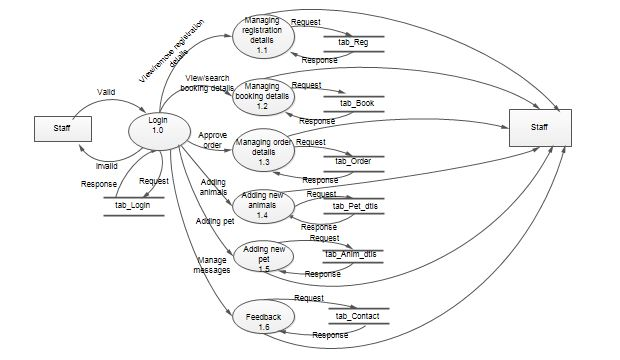 Managing
registration
details
1.1
Request
tab_Reg
Response
View/remove registration
details
View/search
booking details
Managing
booking details
1.2
Request
tab_Book
Response
Valid
Staff
Login
1.0
Invalid
Response
Request
tab_Login
Approve
order
Managing order
details
1.3
Request
tab_Order
Response
Staff
Adding
animals
Adding new
animals
1.4
Request
tab_Pet_dtls
Response
Adding pet
Adding new
pet
1.5
Request
tab_Anim_dtls
Response
Manage
messages
Feedback
1.6
Request
tab_Contact
Response